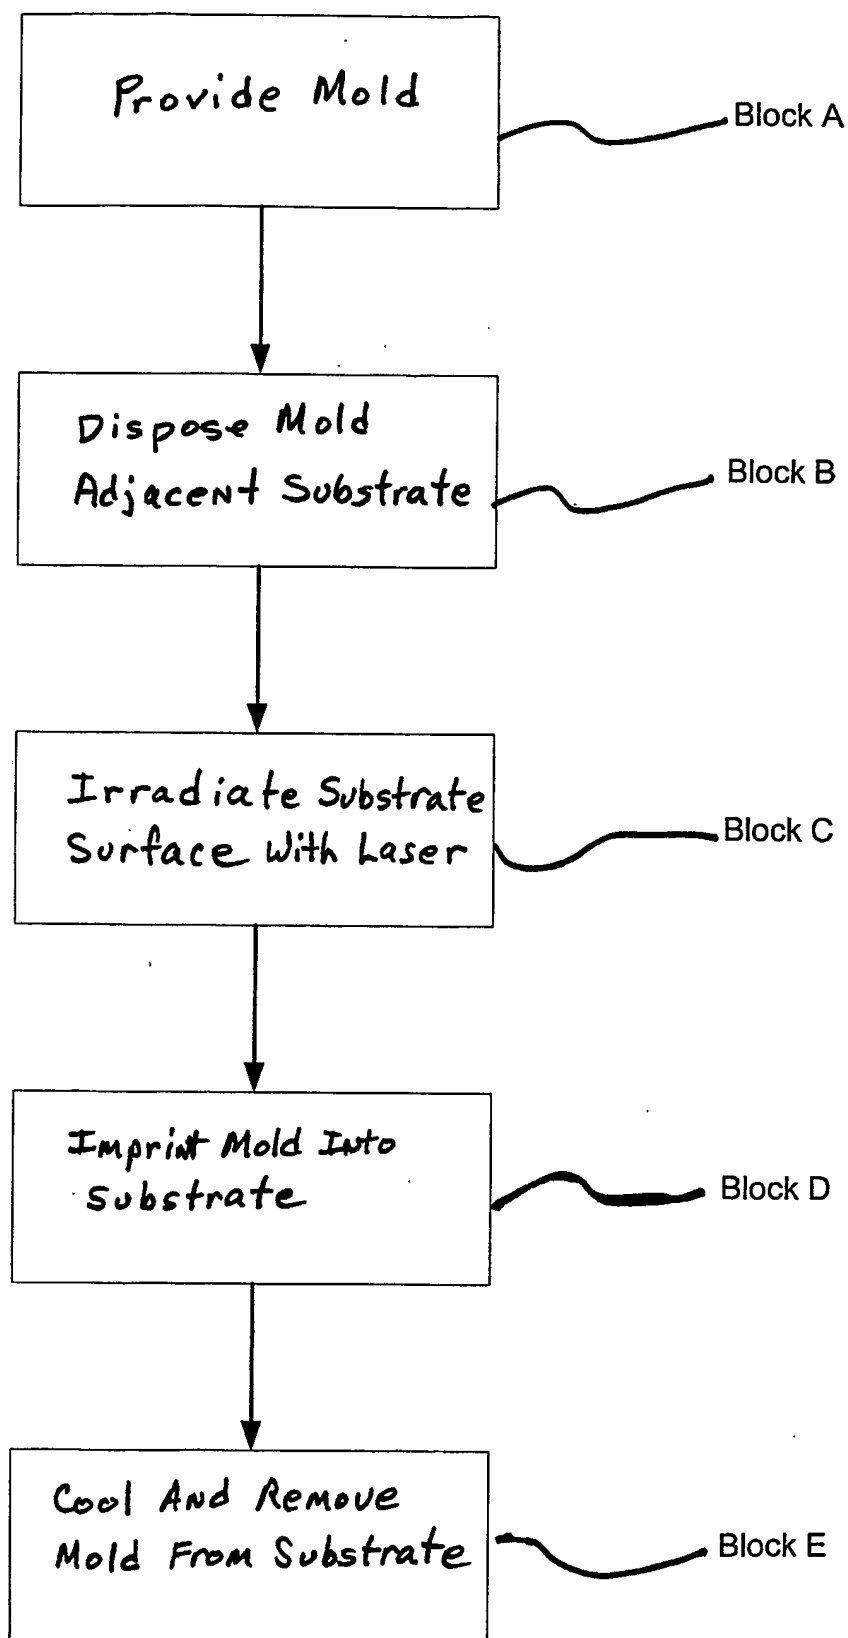 Provide Mold
Block A
Dispose Mold
Adjacent Substrate
Block B
Irradiate Substrate
Surface With Laser
Block C
Imprint Mold Into
Substrate
Block D
Cool And Remove
Mold From Substrate
Block E